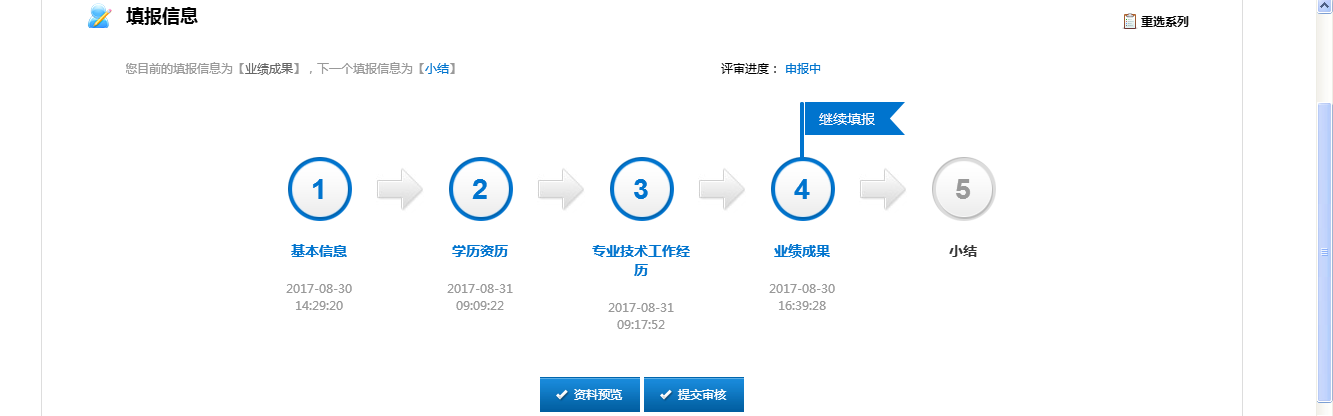 填报信息
重选系列
您目前的填报信息为【业绩成果】，下一个填报信息为【小结】
评审进度： 申报中
继续填报
1
2
3
4
5
基本信息
学历资历
专业技术工作经
历
业绩成果
小结
2017-08-30
14:29:20
2017-08-31
09:09:22
2017-08-31
09:17:52
2017-08-30
16:39:28
资料预览
提交审核